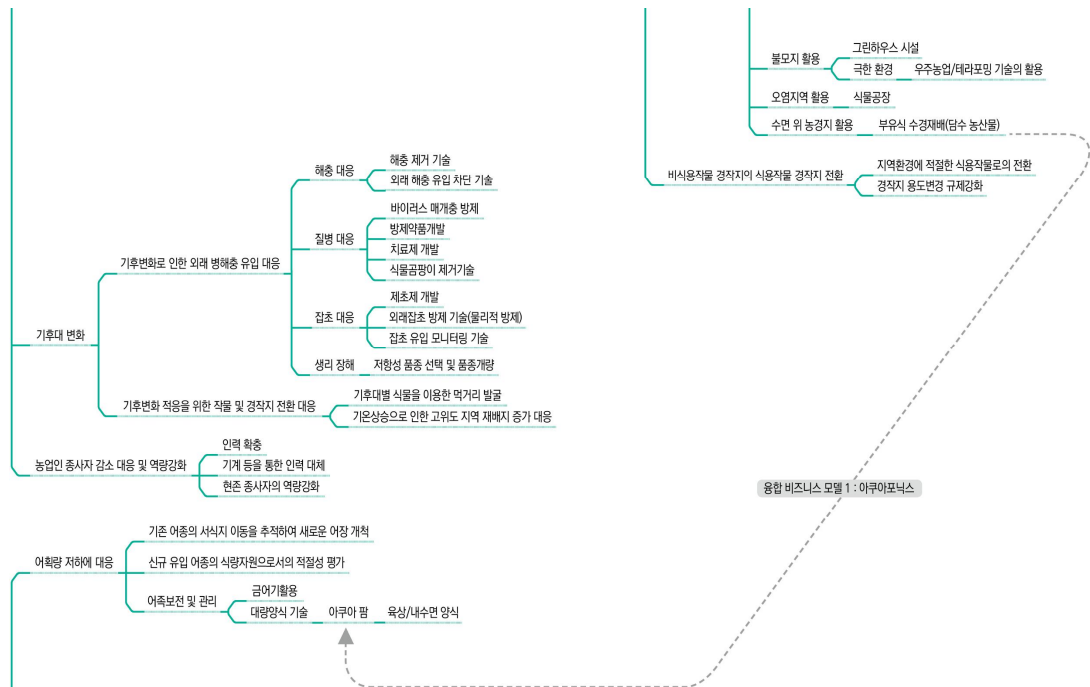 불모지 활용
그린하우스 시설
극한 환경
우주농업/테라포밍 기술의 활용
오염지역 활용
식물공장
수면 위 농경지 활용
부유식 수경재배(담수 농산물)
비식용작물 경작지의 식용작물 경작지 전환
지역환경에 적절한 식용작물로의 전환
경작지 용도변경 규제강화
기후대 변화
기후변화로 인한 외래 병해충 유입 대응
해충 대응
해충 제거 기술
외래 해충 유입 차단 기술
질병 대응
바이러스 매개충 방제
방제약품개발
치료제 개발
식물곰팡이 제거기술
잡초 대응
제초제 개발
외래잡초 방제 기술(물리적 방제)
잡초 유입 모니터링 기술
생리 장해
저항성 품종 선택 및 품종개량
기후변화 적응을 위한 작물 및 경작지 전환 대응
기후대별 식물을 이용한 먹거리 발굴
기온상승으로 인한 고위도 지역 재배지 증가 대응
농업인 종사자 감소 대응 및 역량강화
인력 확충
기계 등을 통한 인력 대체
현존 종사자의 역량강화
융합 비즈니스 모델 1 : 아쿠아포닉스
어획량 저하에 대응
기존 어종의 서식지 이동을 추적하여 새로운 어장 개척
신규 유입 어종의 식량자원으로서의 적절성 평가
어족보전 및 관리
금어기활용
대량양식 기술
아쿠아 팜
육상/내수면 양식